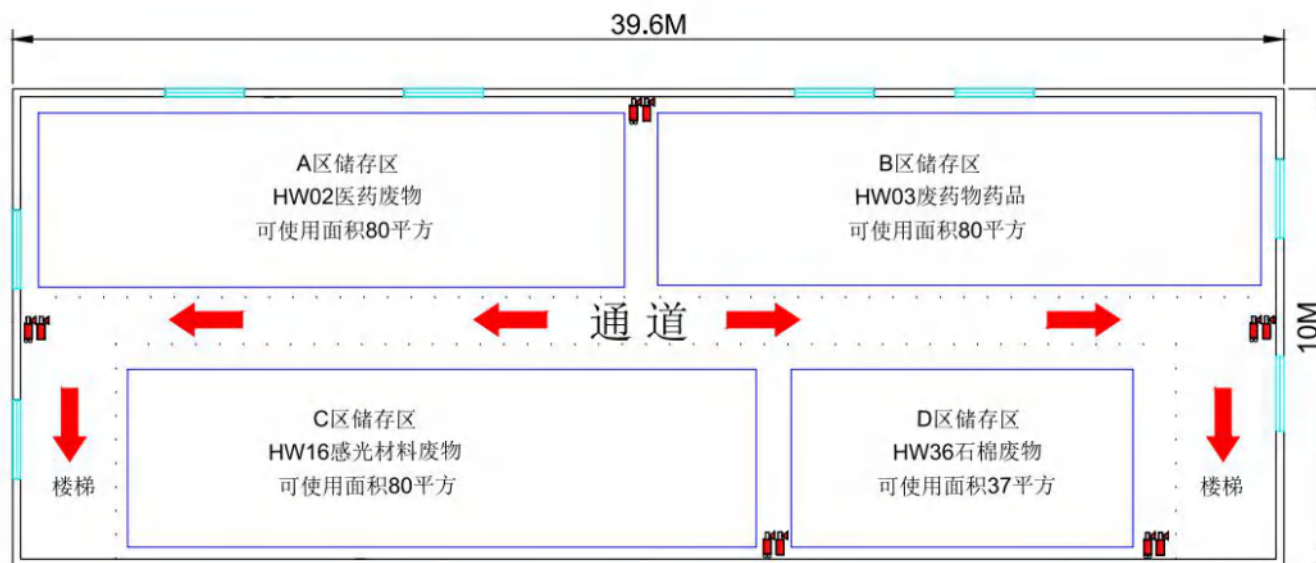 39.6M
A区储存区
HW02医药废物
可使用面积80平方
B区储存区
HW03废药物药品
可使用面积80平方
通道
10M
C区储存区
HW16感光材料废物
可使用面积80平方
D区储存区
HW36石棉废物
可使用面积37平方
楼梯
楼梯